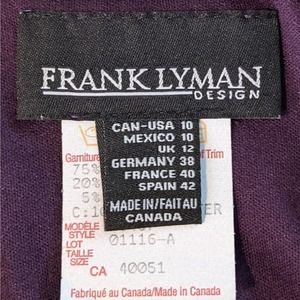 FRANK LYMAN
DESIGN
CAN-USA 10
MEXICO 10
UK 12
GERMANY 38
FRANCE 40
SPAIN 42
MADE IN/FAIT AU
CANADA
Garniture
of Trim
75%
20%
5%
MODÈLE
STYLE
01116-A
LOT
TAILLE
SIZE
CA 40051
Fabriqué au Canada/Made in Canada